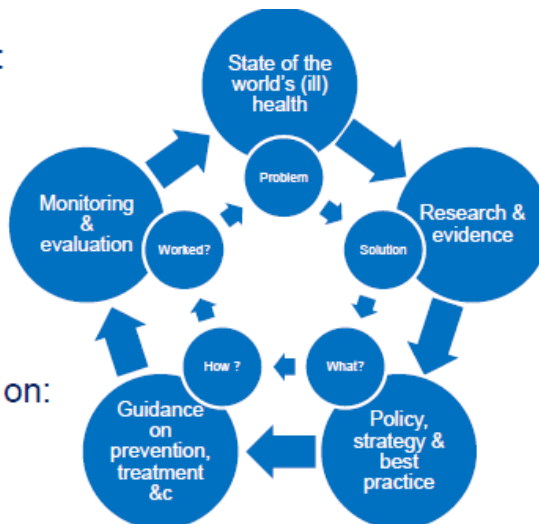 :
State of the
world's (ill)
health
Problem
Research &
evidence
Solution
Policy,
strategy &
best
practice
What?
Guidance
on
prevention,
treatment
&c
How ?
Monitoring
&
evaluation
Worked?
on: